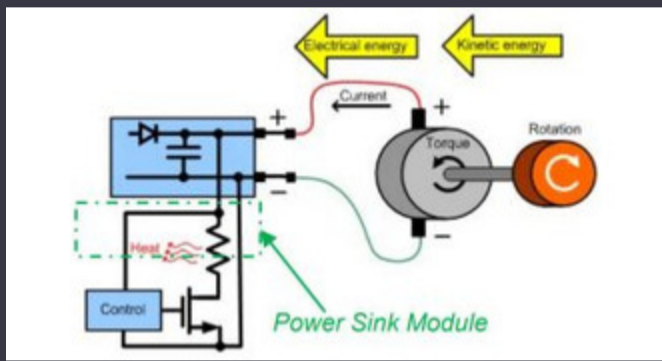 Electrical energy
Kinetic energy
Current
+
+
Rotation
Torque
−
−
Heat
Control
Power Sink Module